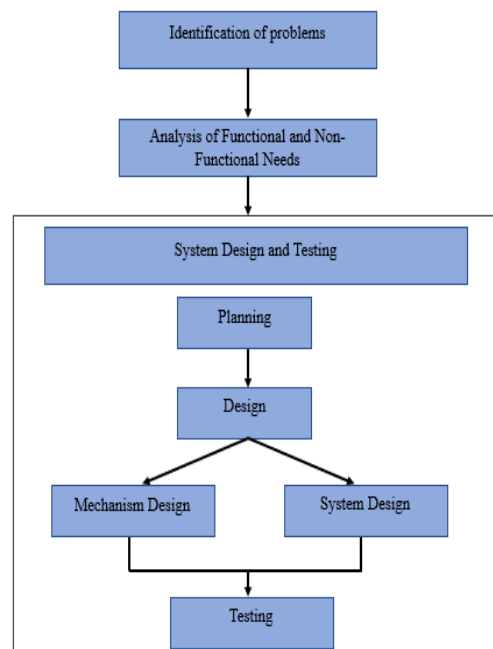 Identification of problems
Analysis of Functional and Non-
Functional Needs
System Design and Testing
Planning
Design
Mechanism Design
System Design
Testing